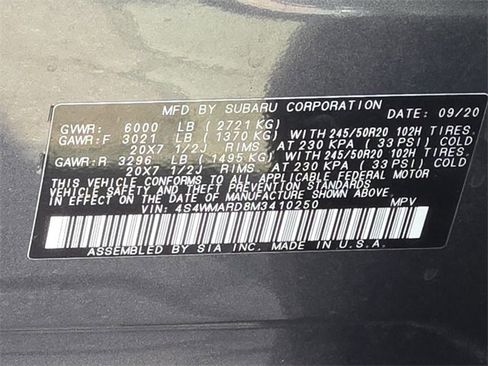 MFD BY SUBARU CORPORATION DATE: 09/20
GVWR: 6000 LB (2721 KG)
GAWR:F 3021 LB (1370 KG) WITH 245/50R20 102H TIRES,
20X7 1/2J RIMS AT 230 KPA (33 PSI) COLD
GAWR:R 3296 LB (1495 KG) WITH 245/50R20 102H TIRES,
20X7 1/2J RIMS AT 230 KPA (33 PSI) COLD
THIS VEHICLE CONFORMS TO ALL APPLICABLE FEDERAL MOTOR
VEHICLE SAFETY AND THEFT PREVENTION STANDARDS
IN EFFECT ON THE DATE OF MANUFACTURE SHOWN ABOVE.
VIN: 4S4WMARD8M3410250 MPV
ASSEMBLED BY SIA INC. MADE IN U.S.A.